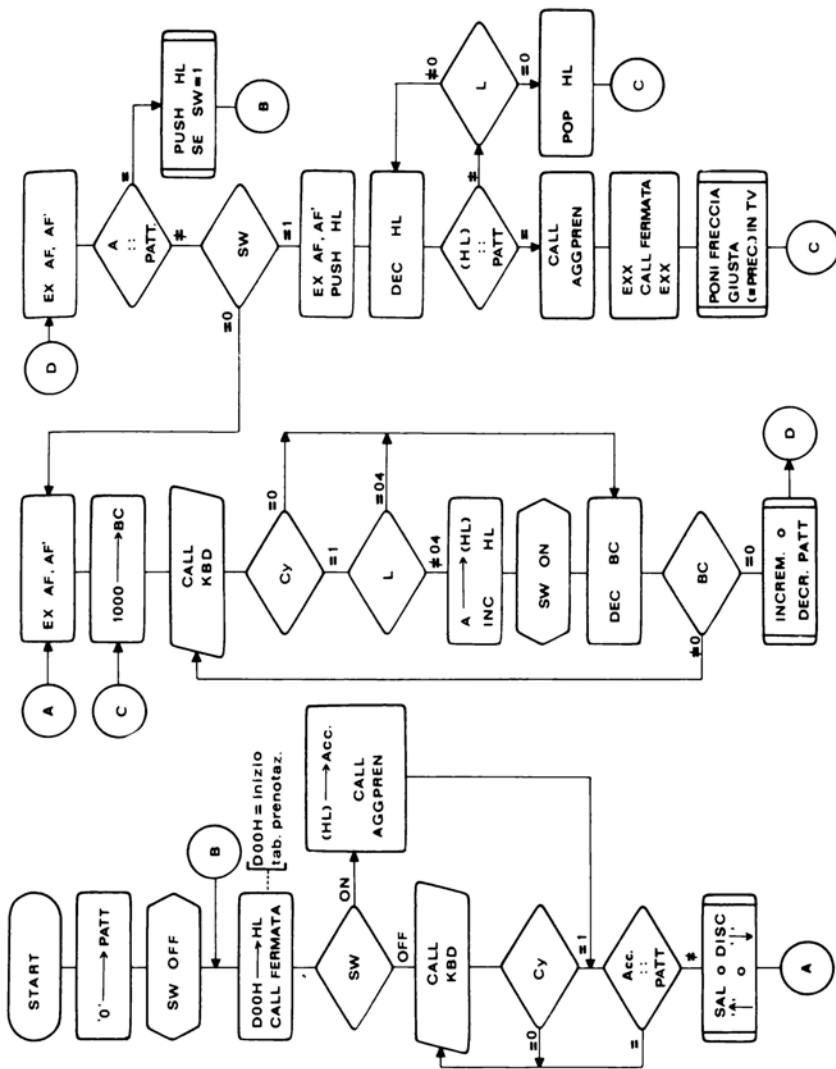 START
'0' → PATT
SW OFF
B
D00H → HL
CALL FERMATA
D00H = inizio
tab. prenotaz.
SW
ON
OFF
(HL) → Acc.
CALL
AGGPREN
CALL
KBD
Cy
=0
=1
Acc.
::
PATT
=
≠
SAL o DISC
'↑' o '↓'
A
A
EX AF, AF'
C
1000 → BC
CALL
KBD
Cy
=0
=1
L
=04
≠04
A → (HL)
INC HL
SW ON
DEC BC
BC
≠0
=0
INCREM. o
DECR. PATT
D
D
EX AF, AF'
A
::
PATT.
=
≠
PUSH HL
SE SW=1
B
SW
=0
=1
EX AF, AF'
PUSH HL
DEC HL
(HL)
::
PATT
≠
=
L
≠0
=0
POP HL
C
CALL
AGGPREN
EXX
CALL FERMATA
EXX
PONI FRECCIA
GIUSTA
(=PREC.) IN TV
C